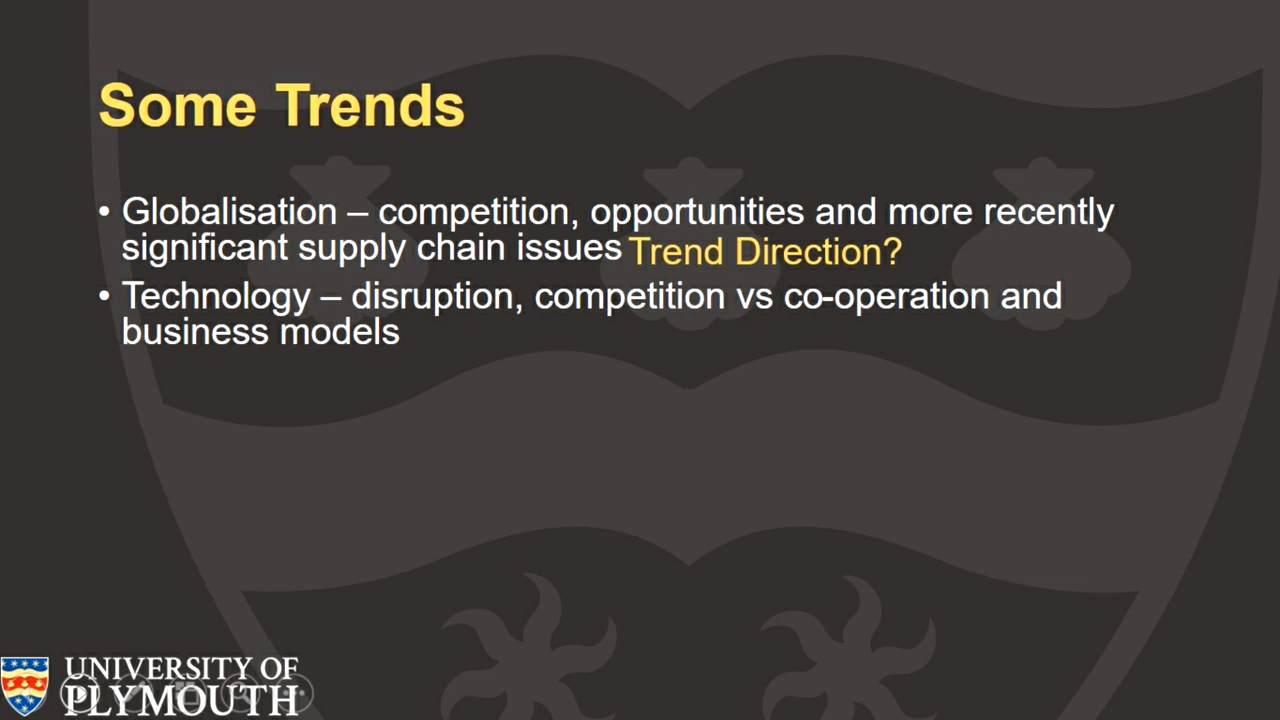 Some Trends
• Globalisation – competition, opportunities and more recently
significant supply chain issues Trend Direction?
• Technology – disruption, competition vs co-operation and
business models
UNIVERSITY OF
PLYMOUTH